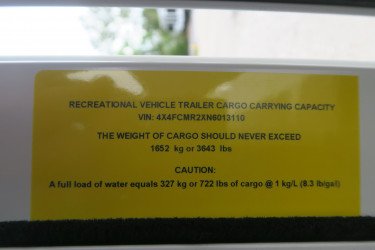 RECREATIONAL VEHICLE TRAILER CARGO CARRYING CAPACITY
VIN: 4X4FCMR2XN6013110
THE WEIGHT OF CARGO SHOULD NEVER EXCEED
1652 kg or 3643 lbs
CAUTION:
A full load of water equals 327 kg or 722 lbs of cargo @ 1 kg/L (8.3 lb/gal)